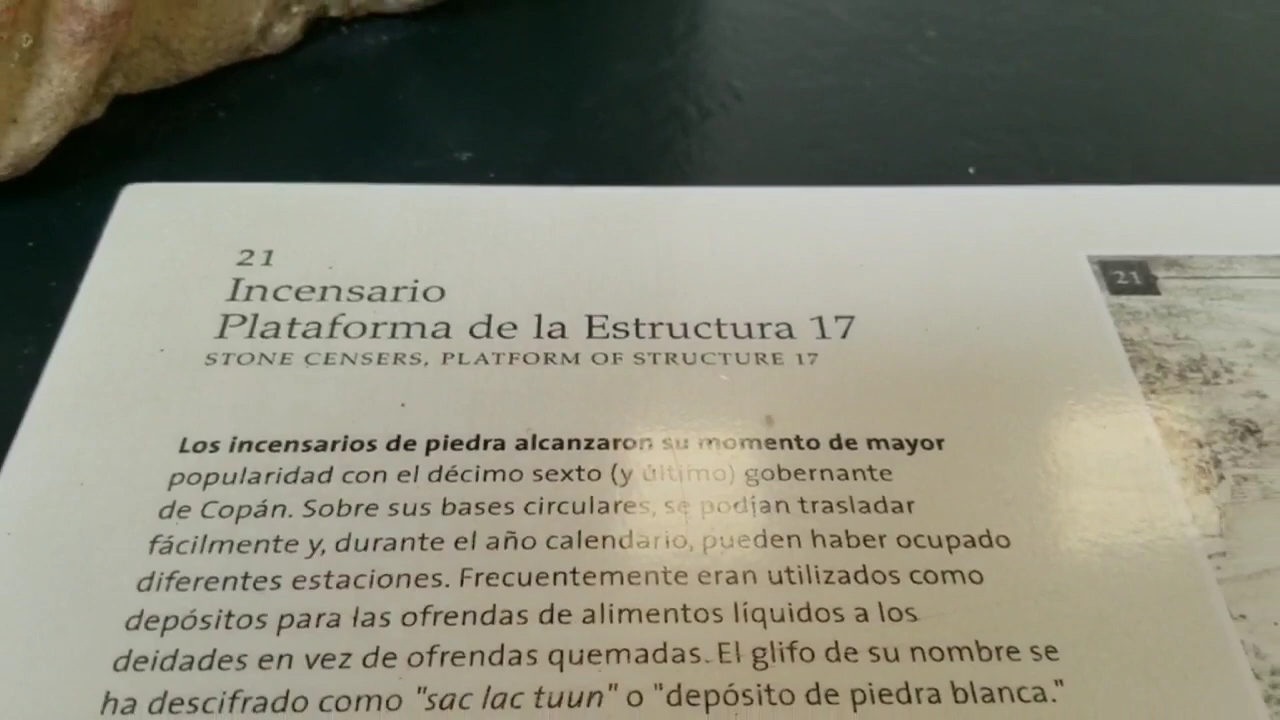 21
Incensario
Plataforma de la Estructura 17
STONE CENSERS, PLATFORM OF STRUCTURE 17
21
Los incensarios de piedra alcanzaron su momento de mayor
popularidad con el décimo sexto (y último) gobernante
de Copán. Sobre sus bases circulares, se podían trasladar
fácilmente y, durante el año calendario, pueden haber ocupado
diferentes estaciones. Frecuentemente eran utilizados como
depósitos para las ofrendas de alimentos líquidos a los
deidades en vez de ofrendas quemadas. El glifo de su nombre se
ha descifrado como "sac lac tuun" o "depósito de piedra blanca."